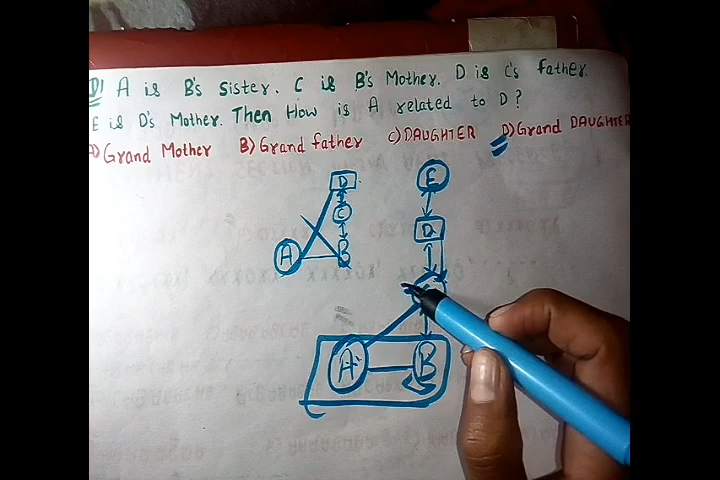 D) A is B's Sister. C is B's Mother. D is C's father.
E is D's Mother. Then How is A related to D?
A) Grand Mother B) Grand father C) DAUGHTER D) Grand DAUGHTER
D E
C D
A B
A B